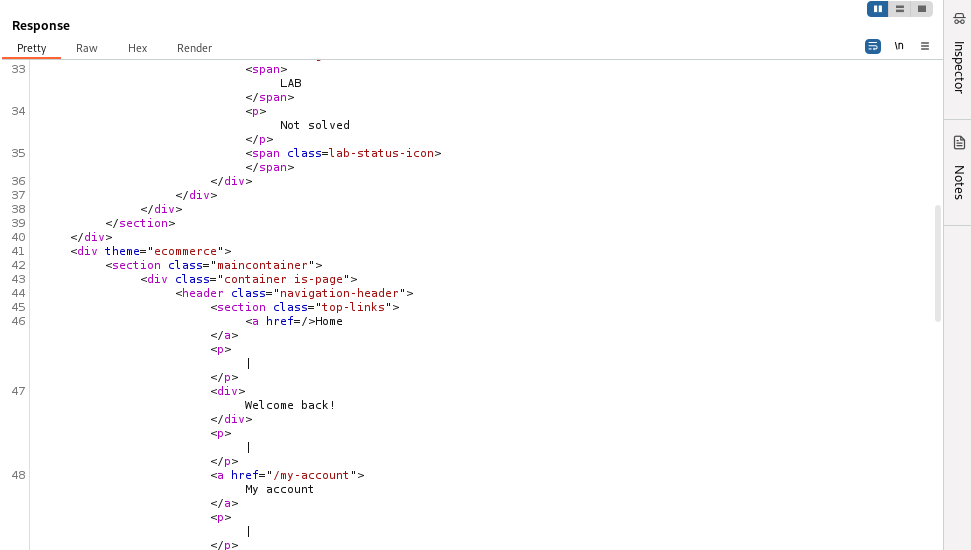 Response
Pretty
Raw
Hex
Render
\n
33 <span>
LAB
</span>
34 <p>
Not solved
</p>
35 <span class=lab-status-icon>
</span>
36 </div>
37 </div>
38 </div>
39 </section>
40 </div>
41 <div theme="ecommerce">
42 <section class="maincontainer">
43 <div class="container is-page">
44 <header class="navigation-header">
45 <section class="top-links">
46 <a href=/>Home
</a>
<p>
|
</p>
47 <div>
Welcome back!
</div>
<p>
|
</p>
48 <a href="/my-account">
My account
</a>
<p>
|
</p>
Inspector
Notes